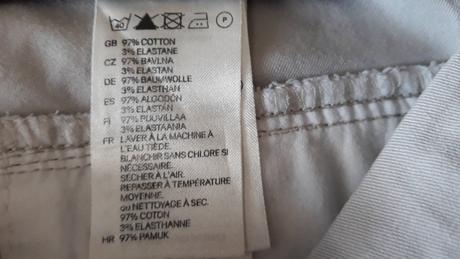 40 P
GB 97% COTTON
3% ELASTANE
CZ 97% BAVLNA
3% ELASTAN
DE 97% BAUMWOLLE
3% ELASTHAN
ES 97% ALGODÓN
3% ELASTÁN
FI 97% PUUVILLAA
3% ELASTAANIA
FR LAVER À LA MACHINE À
L'EAU TIÈDE.
BLANCHIR SANS CHLORE SI
NÉCESSAIRE.
SÉCHER À L'AIR.
REPASSER À TEMPÉRATURE
MOYENNE.
OU NETTOYAGE À SEC.
97% COTON
3% ELASTHANNE
HR 97% PAMUK